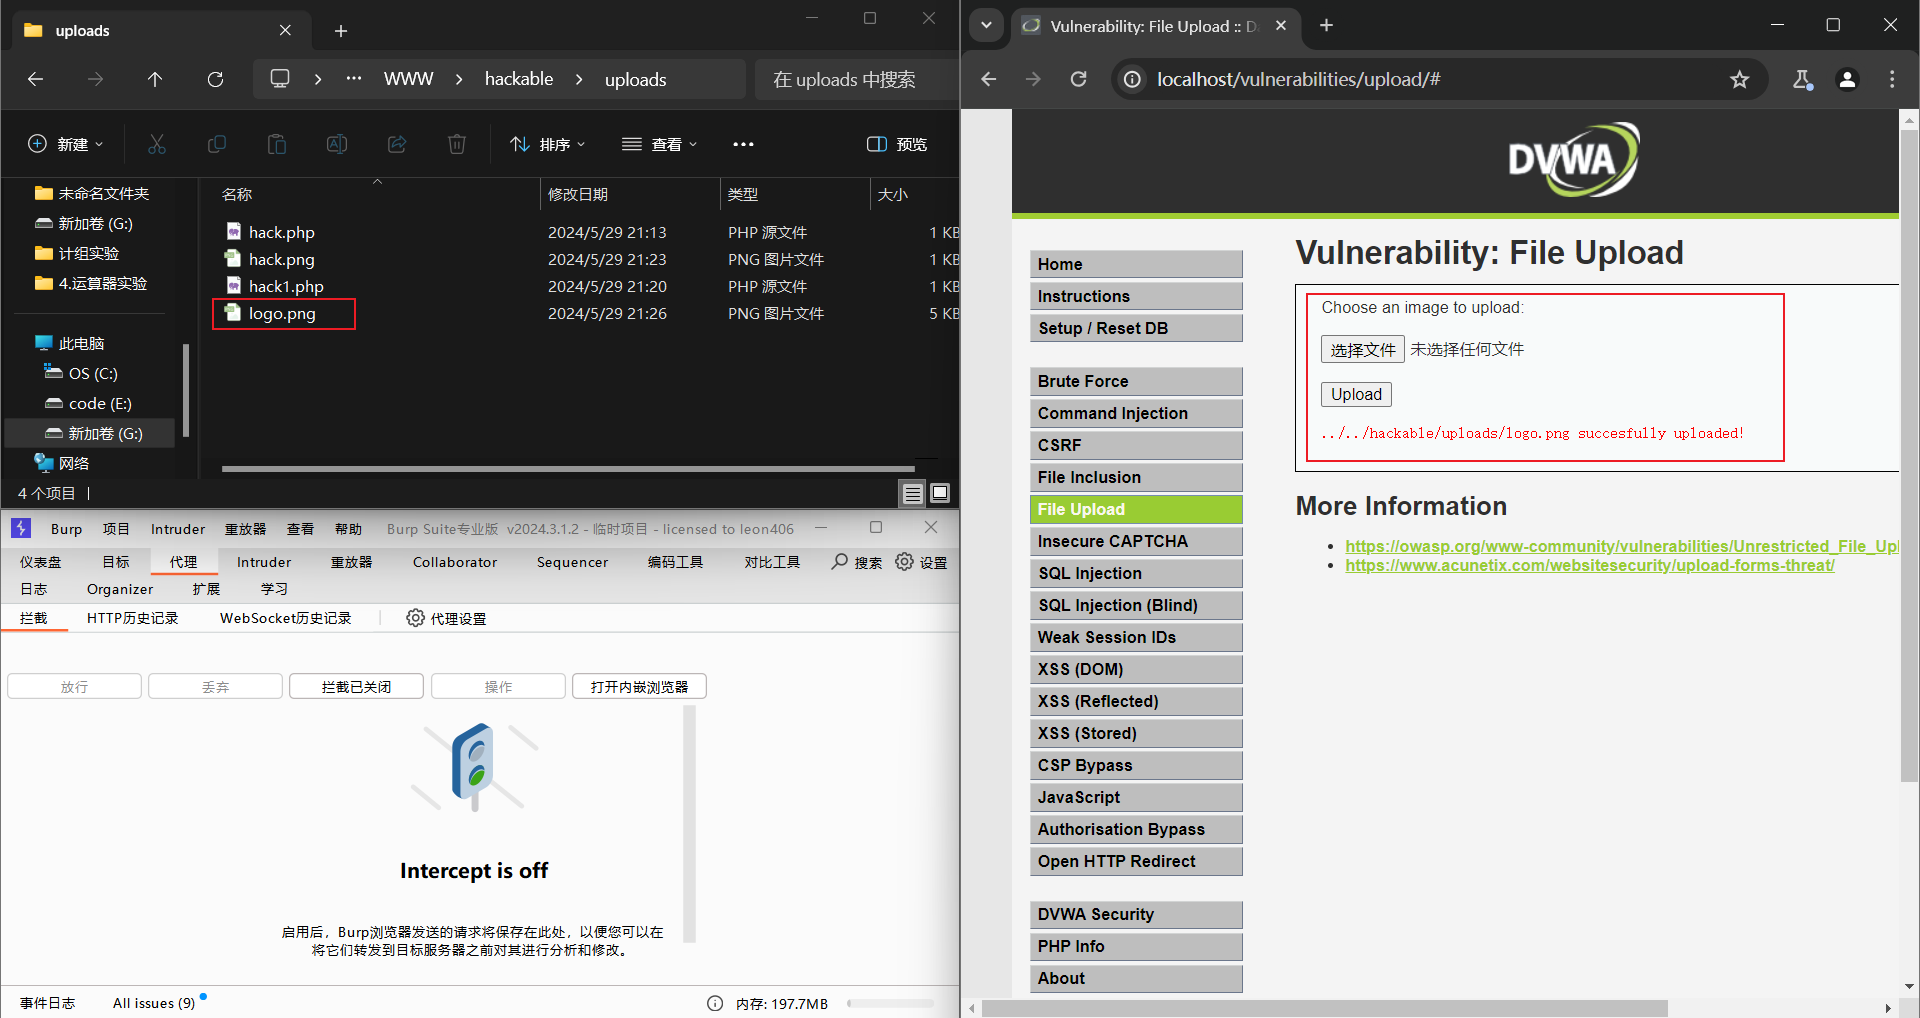 uploads
WWW
hackable
uploads
在 uploads 中搜索
新建
排序
查看
预览
未命名文件夹
新加卷 (G:)
计组实验
4.运算器实验
此电脑
OS (C:)
code (E:)
新加卷 (G:)
网络
名称 修改日期 类型 大小
hack.php 2024/5/29 21:13 PHP 源文件 1 KB
hack.png 2024/5/29 21:23 PNG 图片文件 1 KB
hack1.php 2024/5/29 21:20 PHP 源文件 1 KB
logo.png 2024/5/29 21:26 PNG 图片文件 5 KB
4 个项目
Burp 项目 Intruder 重放器 查看 帮助 Burp Suite专业版 v2024.3.1.2 - 临时项目 - licensed to leon406
仪表盘 目标 代理 Intruder 重放器 Collaborator Sequencer 编码工具 对比工具 搜索 设置
日志 Organizer 扩展 学习
拦截 HTTP历史记录 WebSocket历史记录 代理设置
放行 丢弃 拦截已关闭 操作 打开内嵌浏览器
Intercept is off
启用后，Burp浏览器发送的请求将保存在此处，以便您可以在
将它们转发到目标服务器之前对其进行分析和修改。
事件日志 All issues (9) 内存: 197.7MB
Vulnerability: File Upload :: D
localhost/vulnerabilities/upload/#
DVWA
Home
Instructions
Setup / Reset DB
Brute Force
Command Injection
CSRF
File Inclusion
File Upload
Insecure CAPTCHA
SQL Injection
SQL Injection (Blind)
Weak Session IDs
XSS (DOM)
XSS (Reflected)
XSS (Stored)
CSP Bypass
JavaScript
Authorisation Bypass
Open HTTP Redirect
DVWA Security
PHP Info
About
Vulnerability: File Upload
Choose an image to upload:
选择文件 未选择任何文件
Upload
../../hackable/uploads/logo.png succesfully uploaded!
More Information
https://owasp.org/www-community/vulnerabilities/Unrestricted_File_Upl
https://www.acunetix.com/websitesecurity/upload-forms-threat/